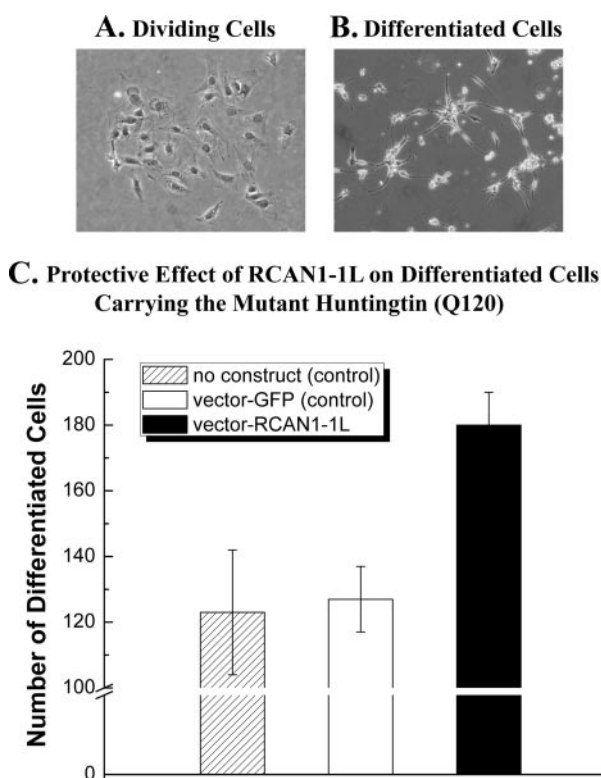 A. Dividing Cells
B. Differentiated Cells
C. Protective Effect of RCAN1-1L on Differentiated Cells
Carrying the Mutant Huntingtin (Q120)
Number of Differentiated Cells
200
180
160
140
120
100
0
no construct (control)
vector-GFP (control)
vector-RCAN1-1L